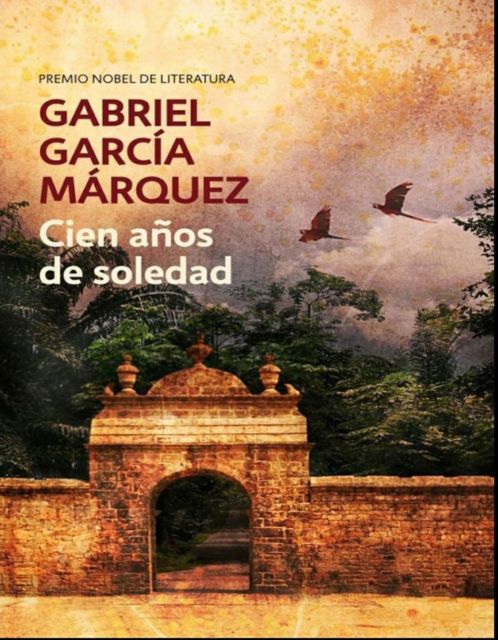 PREMIO NOBEL DE LITERATURA
GABRIEL
GARCÍA
MÁRQUEZ
Cien años
de soledad